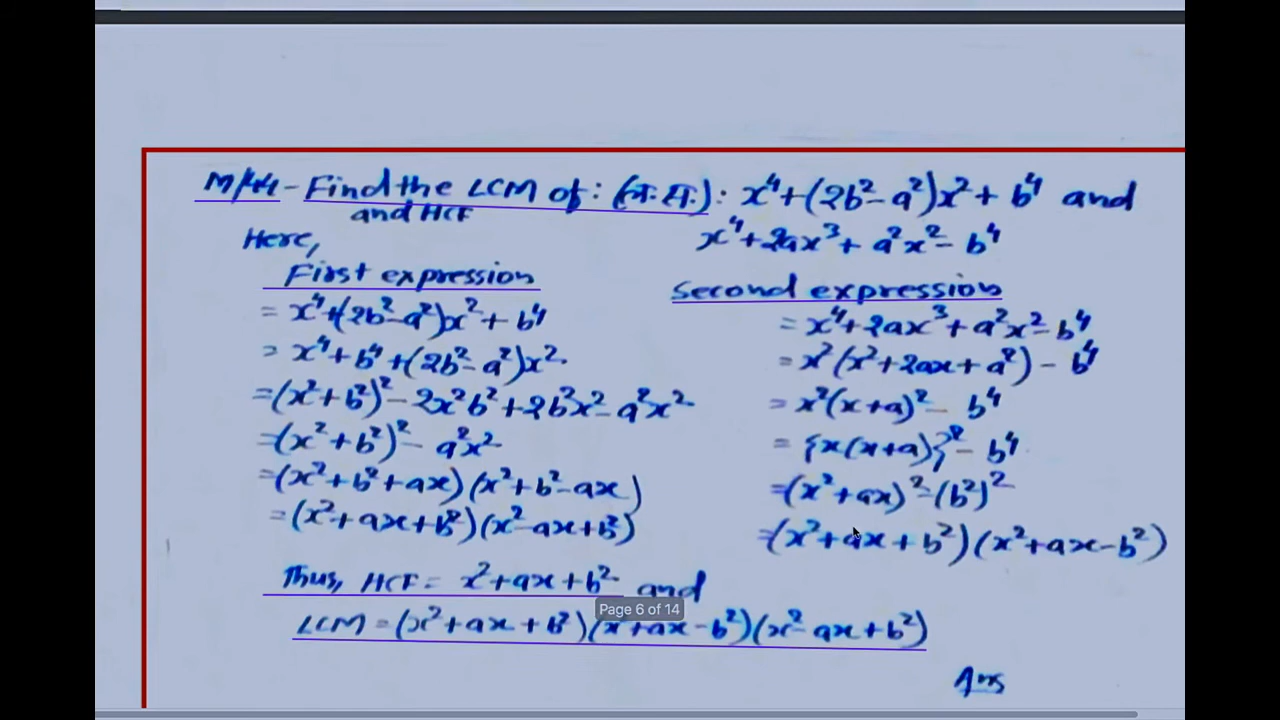 M/44 - Find the LCM of: (ल.स.): x⁴+(2b²-a²)x²+b⁴ and
and HCF
x⁴+2ax³+a²x²-b⁴
Here,
First expression
= x⁴+(2b²-a²)x²+b⁴
= x⁴+b⁴+(2b²-a²)x²
=(x²+b²)²-2x²b²+2b²x²-a²x²
=(x²+b²)²-a²x²
=(x²+b²+ax)(x²+b²-ax)
=(x²+ax+b²)(x²-ax+b²)
Second expression
= x⁴+2ax³+a²x²-b⁴
= x²(x²+2ax+a²)-b⁴
= x²(x+a)²- b⁴
= {x(x+a)}²-b⁴
=(x²+ax)²-(b²)²
=(x²+ax+b²)(x²+ax-b²)
Thus, HCF = x²+ax+b² and
Page 6 of 14
LCM = (x²+ax+b²)(x²+ax-b²)(x²-ax+b²)
Ans